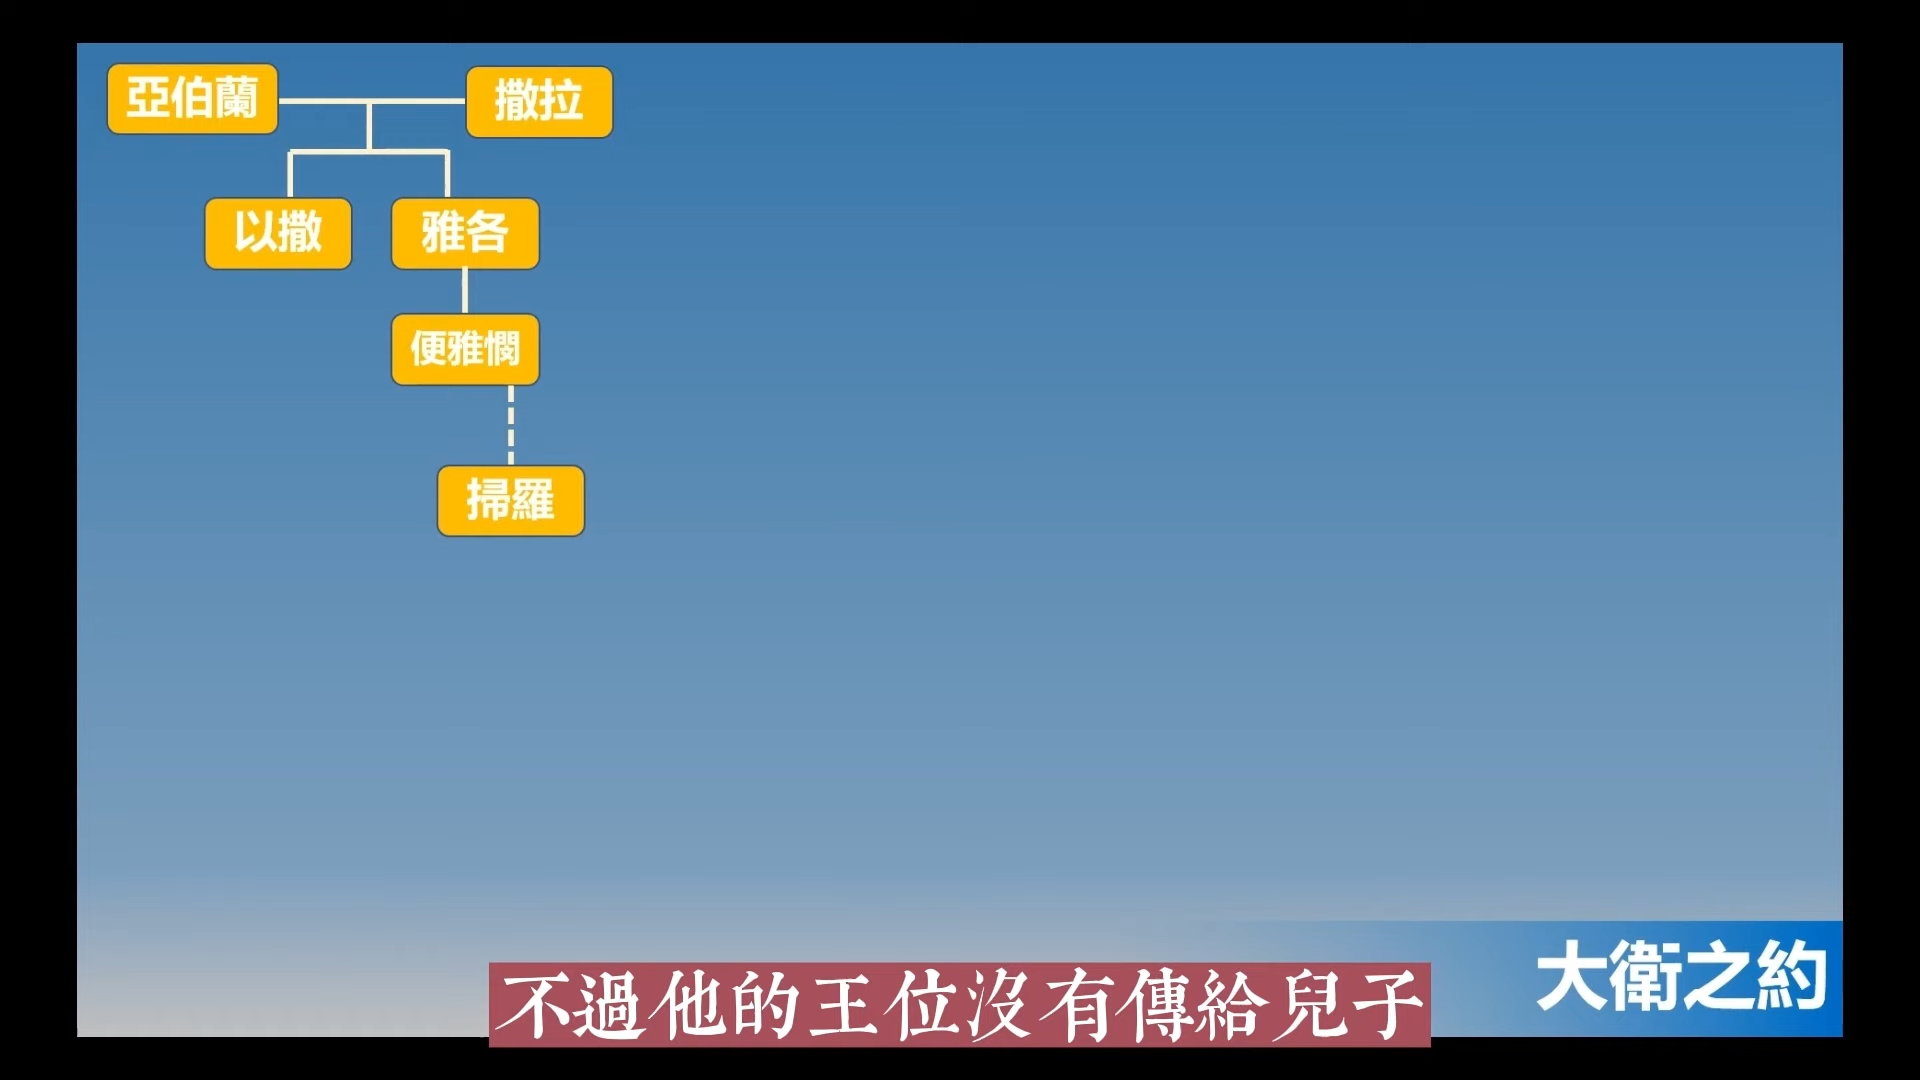 亞伯蘭
撒拉
以撒
雅各
便雅憫
掃羅
大衛之約
不過他的王位沒有傳給兒子